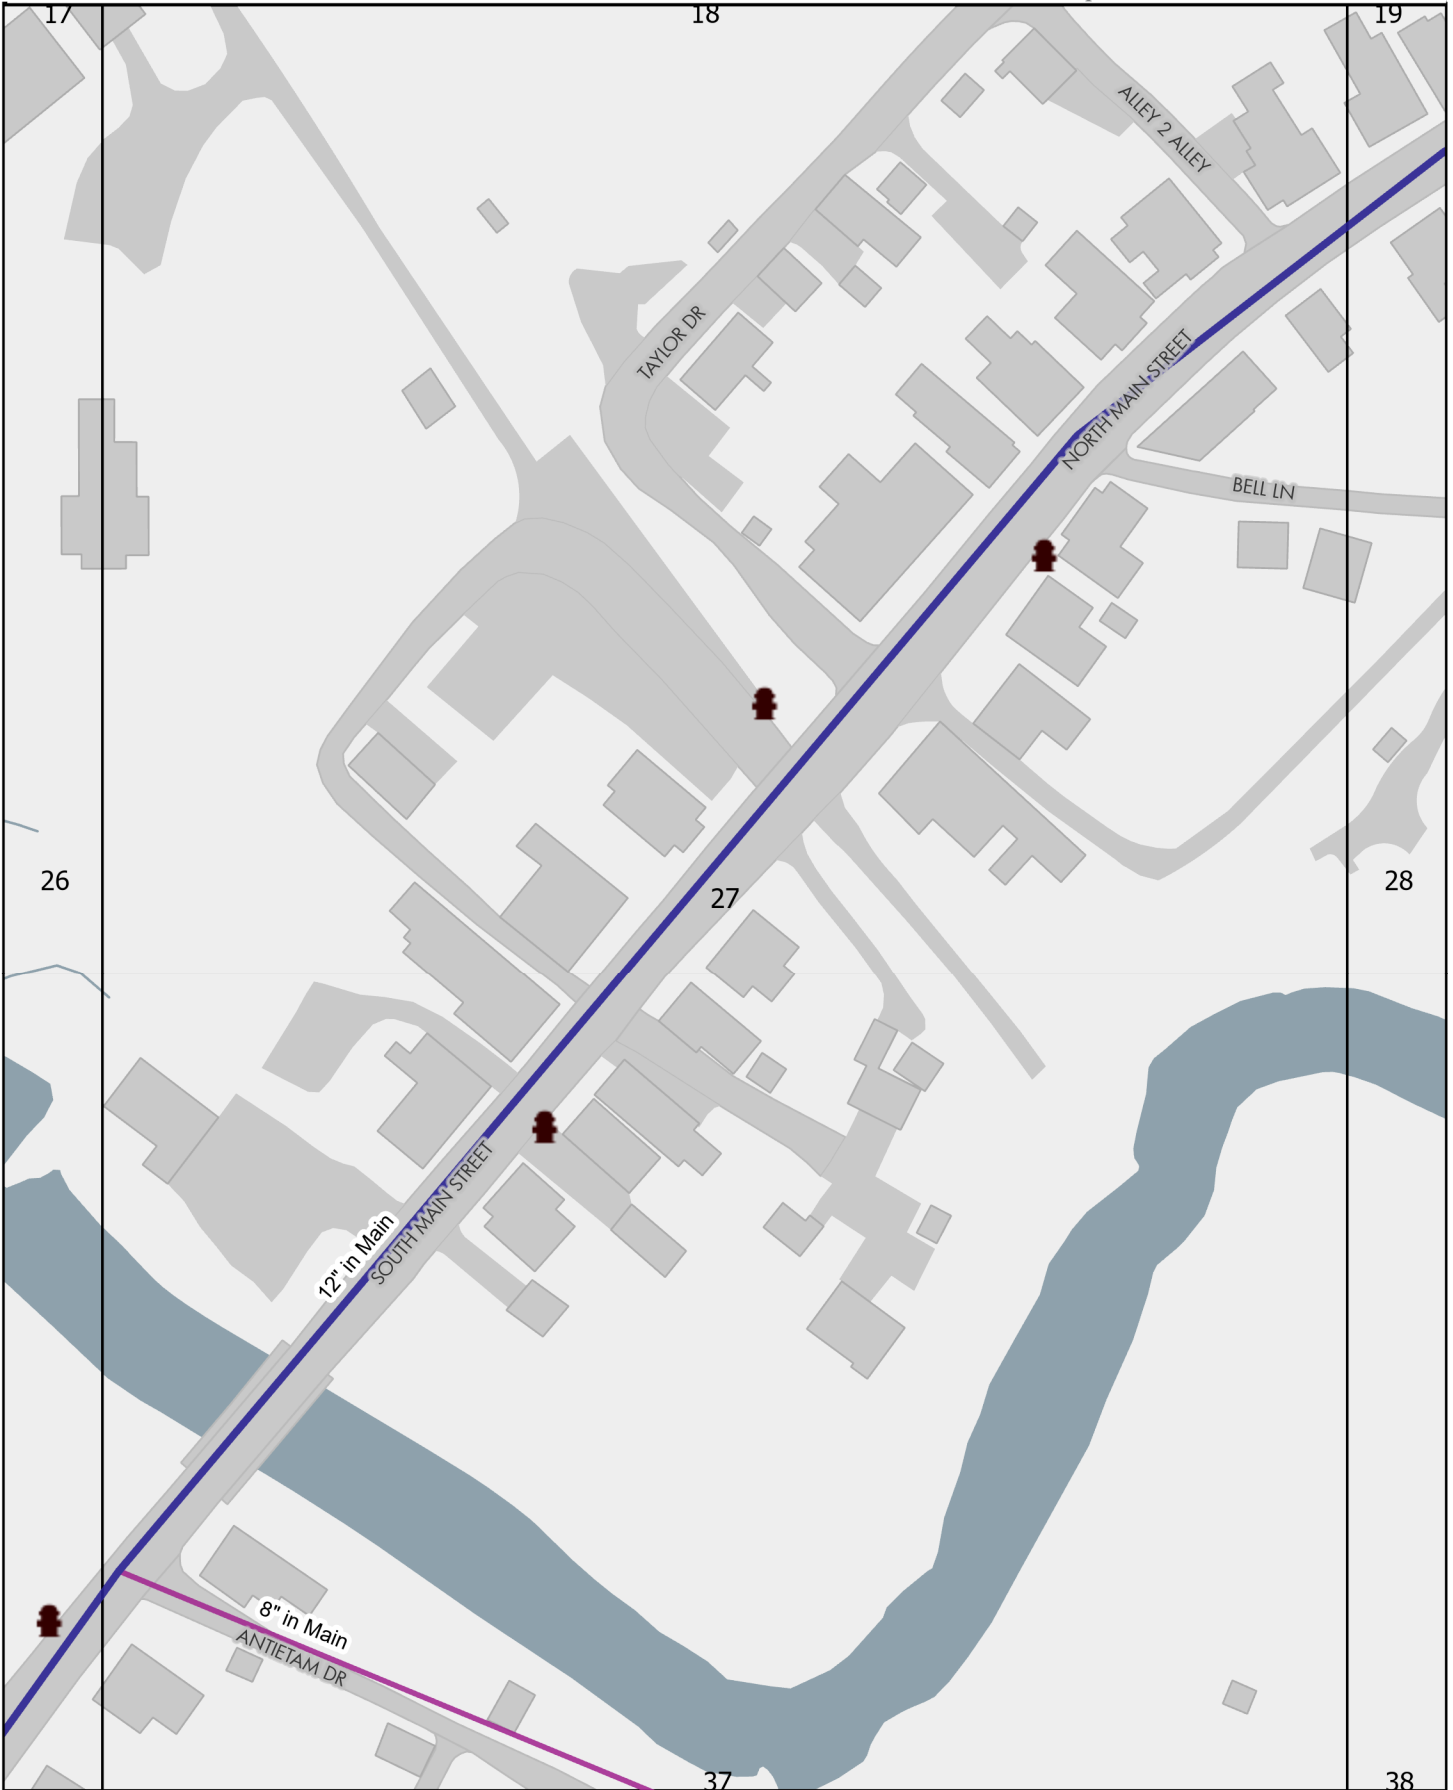 17
18
19
ALLEY 2 ALLEY
TAYLOR DR
NORTH MAIN STREET
BELL LN
26
27
28
SOUTH MAIN STREET
12" in Main
8" in Main
ANTIETAM DR
37
38